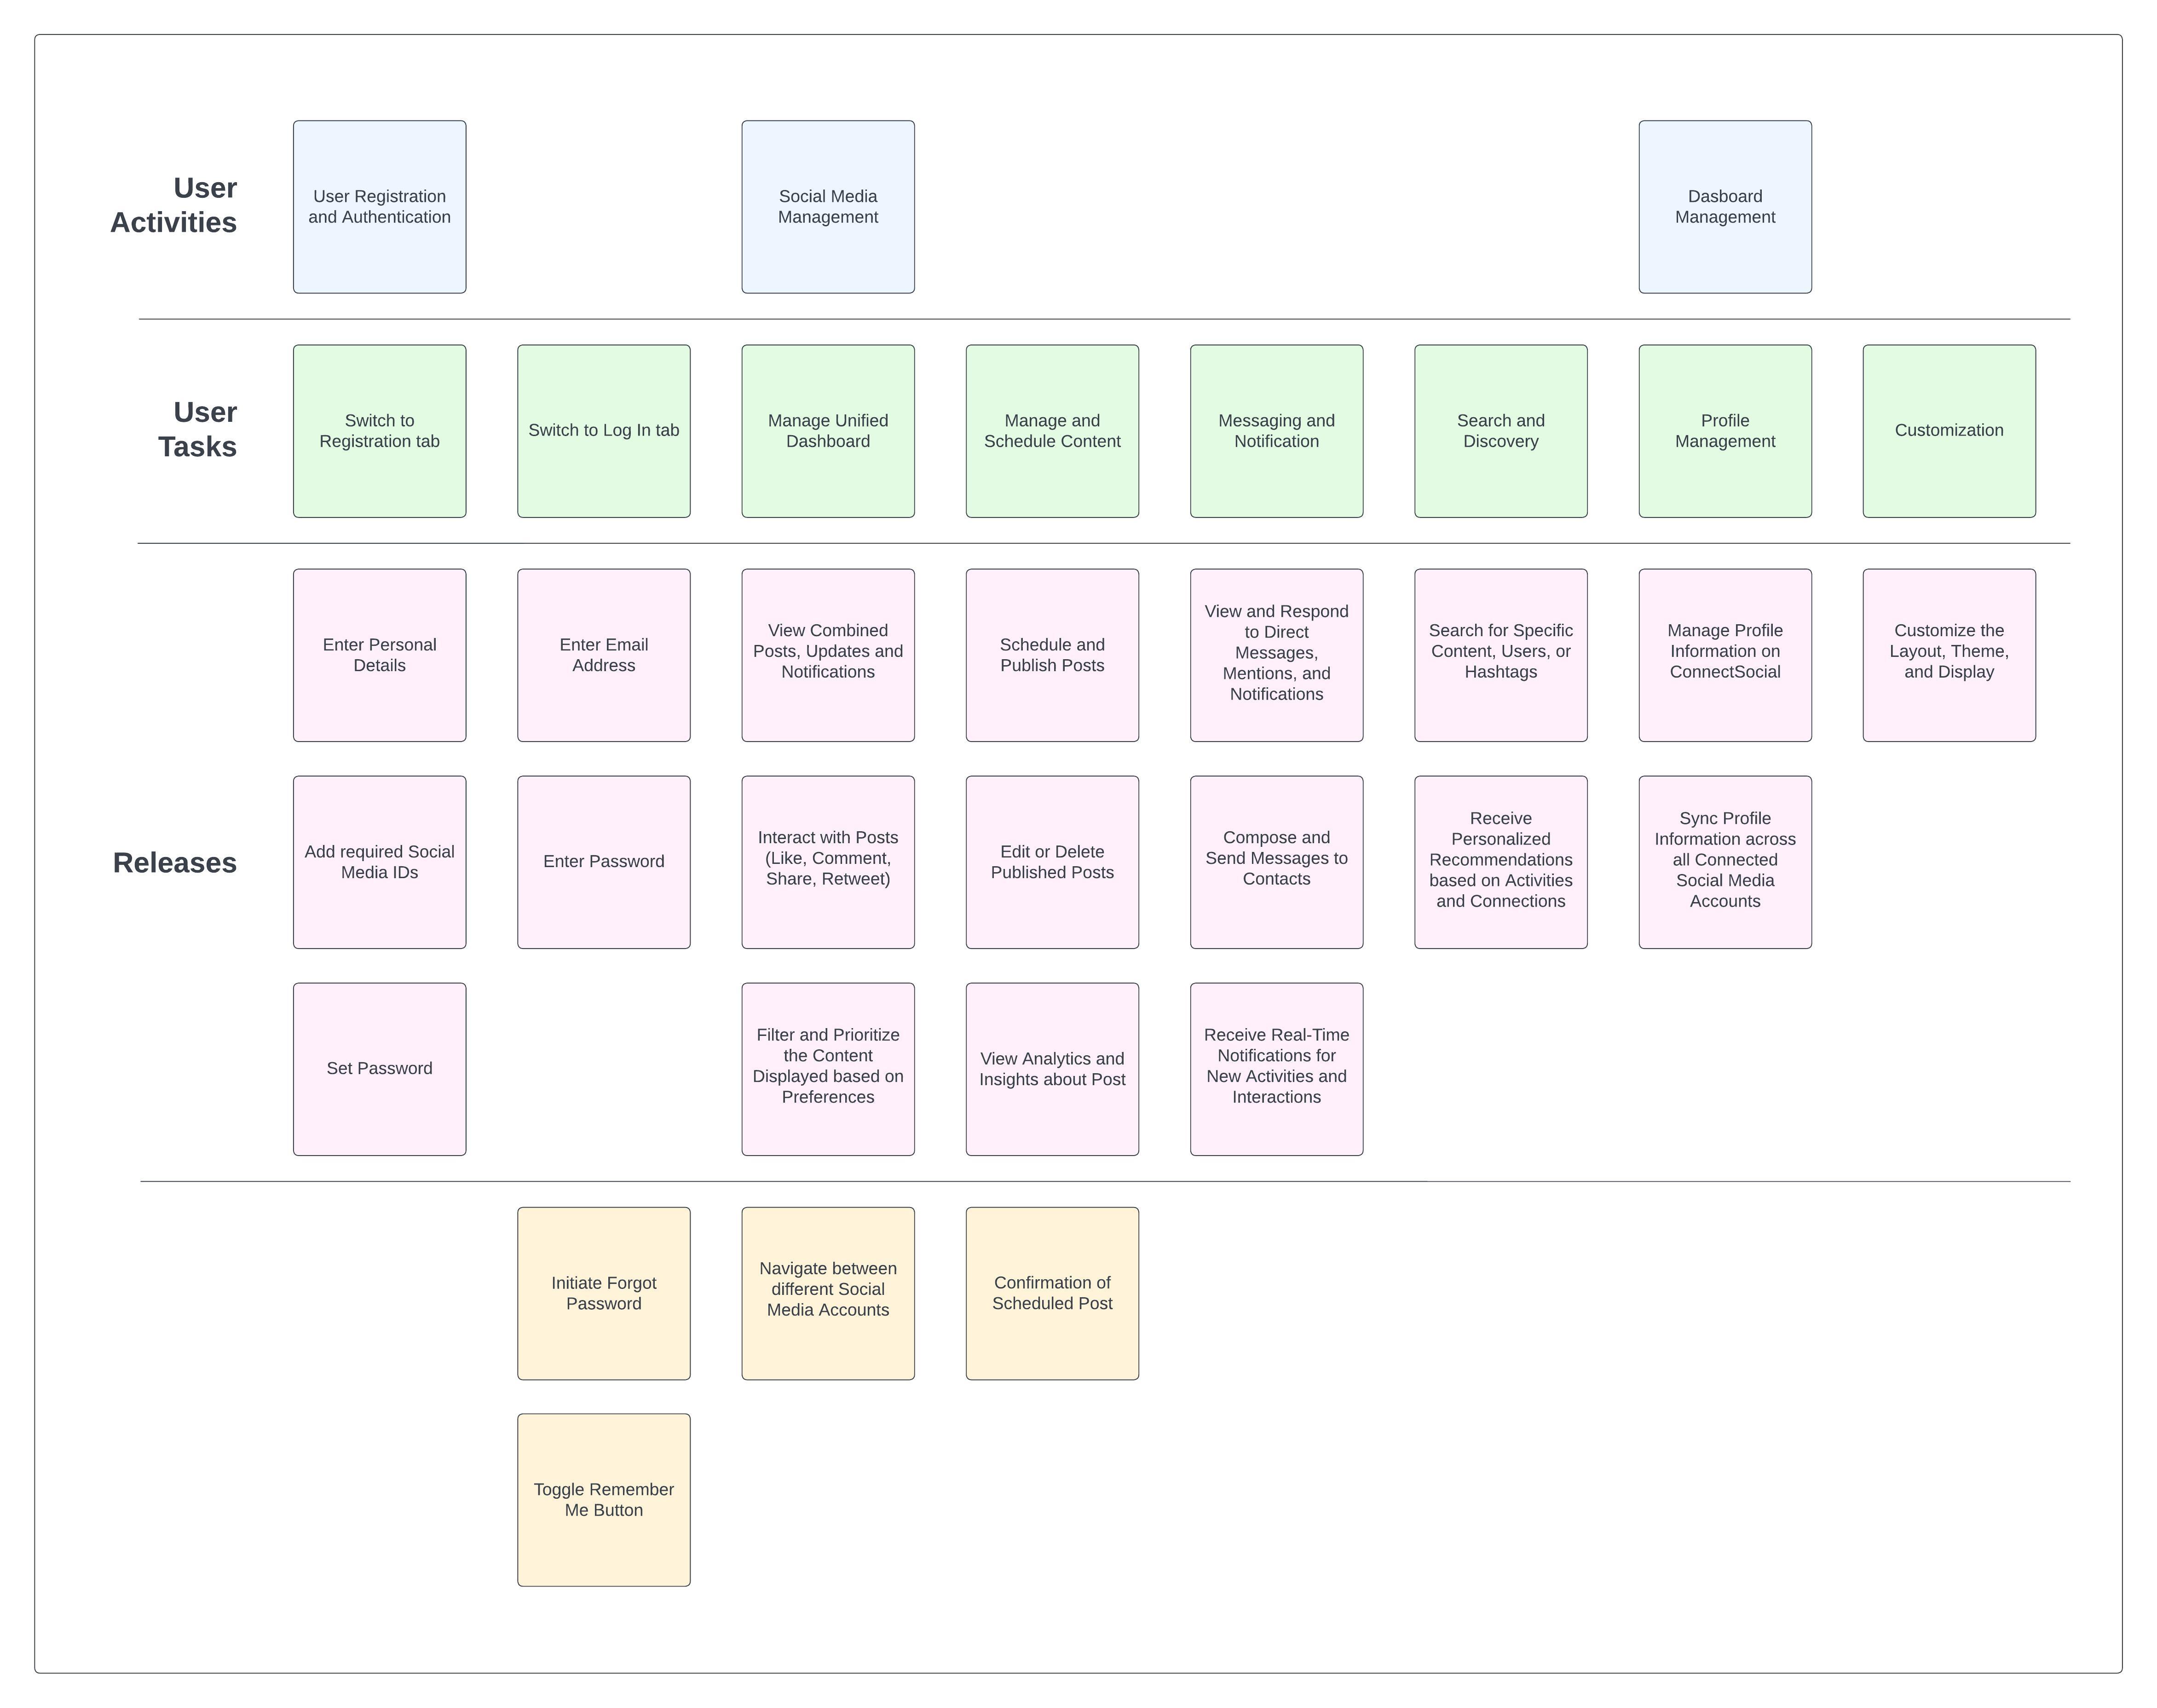 User
Activities
User Registration
and Authentication
Social Media
Management
Dasboard
Management
User
Tasks
Switch to
Registration tab
Switch to Log In tab
Manage Unified
Dashboard
Manage and
Schedule Content
Messaging and
Notification
Search and
Discovery
Profile
Management
Customization
Releases
Enter Personal
Details
Enter Email
Address
View Combined
Posts, Updates and
Notifications
Schedule and
Publish Posts
View and Respond
to Direct
Messages,
Mentions, and
Notifications
Search for Specific
Content, Users, or
Hashtags
Manage Profile
Information on
ConnectSocial
Customize the
Layout, Theme,
and Display
Add required Social
Media IDs
Enter Password
Interact with Posts
(Like, Comment,
Share, Retweet)
Edit or Delete
Published Posts
Compose and
Send Messages to
Contacts
Receive
Personalized
Recommendations
based on Activities
and Connections
Sync Profile
Information across
all Connected
Social Media
Accounts
Set Password
Filter and Prioritize
the Content
Displayed based on
Preferences
View Analytics and
Insights about Post
Receive Real-Time
Notifications for
New Activities and
Interactions
Initiate Forgot
Password
Navigate between
different Social
Media Accounts
Confirmation of
Scheduled Post
Toggle Remember
Me Button